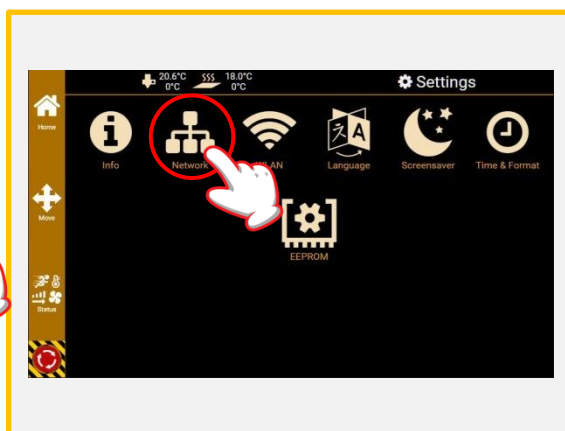 20.6°C 18.0°C
0°C 0°C
Settings
Home
Info Network Language Screensaver Time & Format
Move
EEPROM
Status